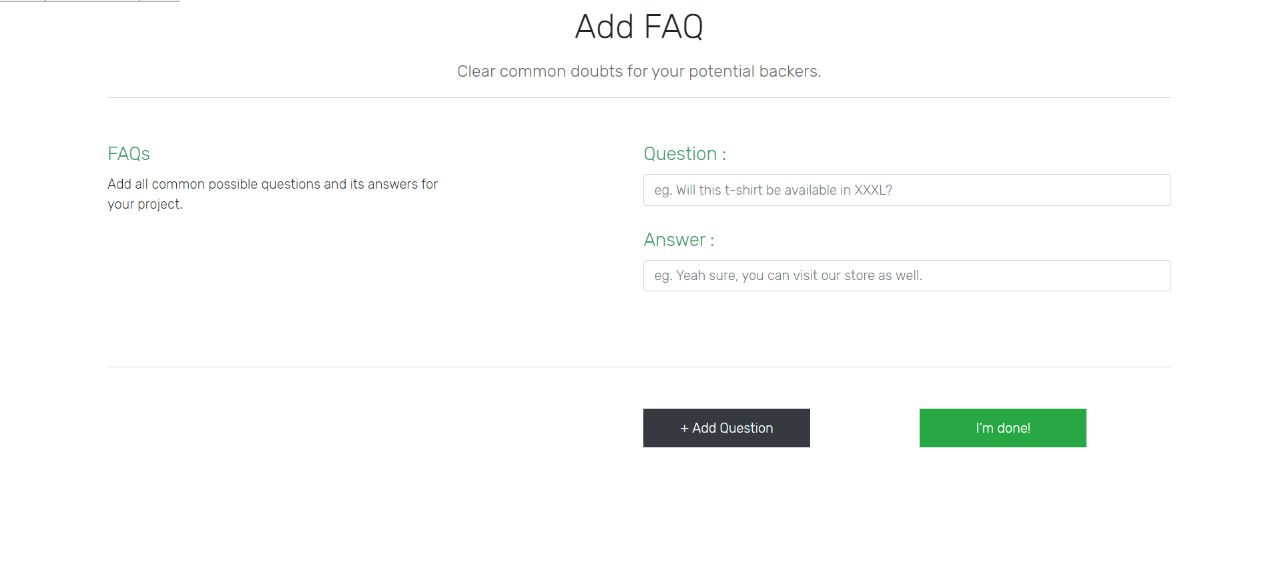 Add FAQ
Clear common doubts for your potential backers.
FAQs
Add all common possible questions and its answers for
your project.
Question :
eg. Will this t-shirt be available in XXXL?
Answer :
eg. Yeah sure, you can visit our store as well.
+ Add Question
I'm done!